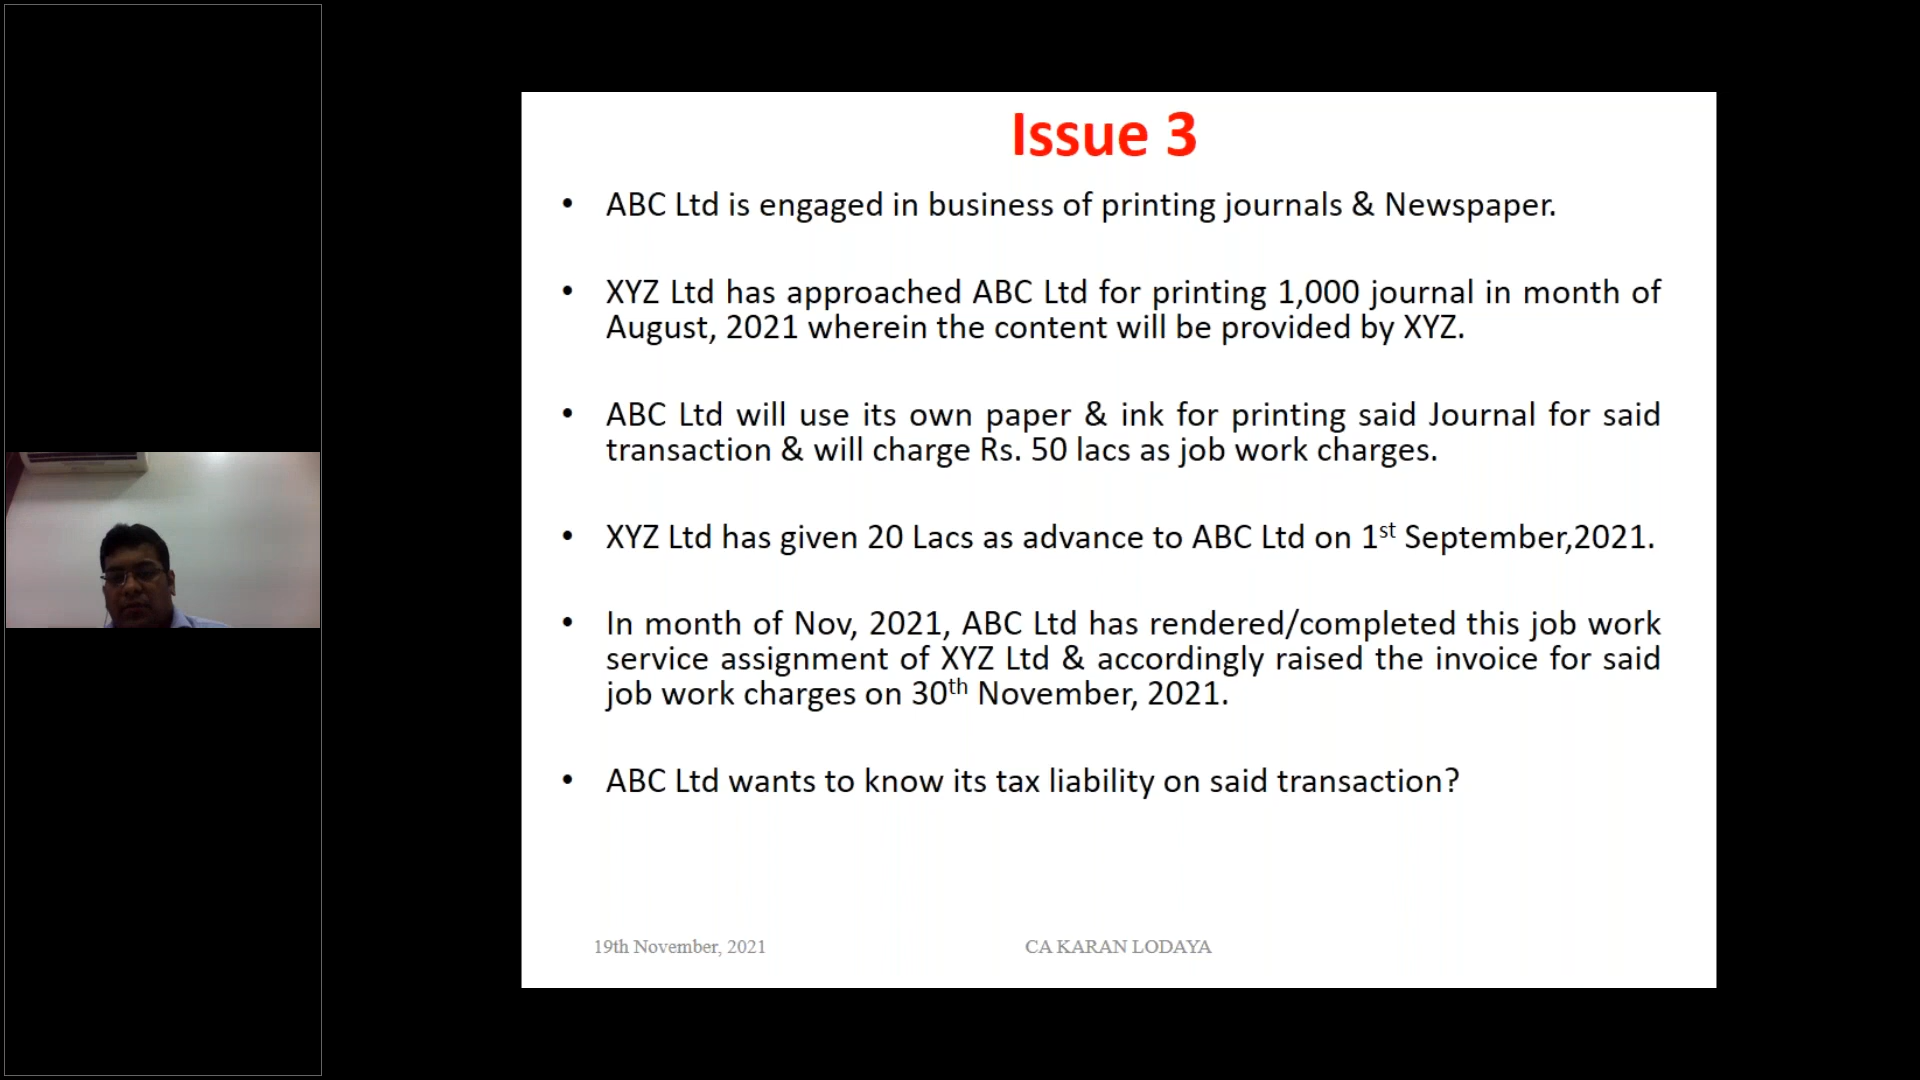 Issue 3
• ABC Ltd is engaged in business of printing journals & Newspaper.
• XYZ Ltd has approached ABC Ltd for printing 1,000 journal in month of
August, 2021 wherein the content will be provided by XYZ.
• ABC Ltd will use its own paper & ink for printing said Journal for said
transaction & will charge Rs. 50 lacs as job work charges.
• XYZ Ltd has given 20 Lacs as advance to ABC Ltd on 1st September,2021.
• In month of Nov, 2021, ABC Ltd has rendered/completed this job work
service assignment of XYZ Ltd & accordingly raised the invoice for said
job work charges on 30th November, 2021.
• ABC Ltd wants to know its tax liability on said transaction?
19th November, 2021
CA KARAN LODAYA